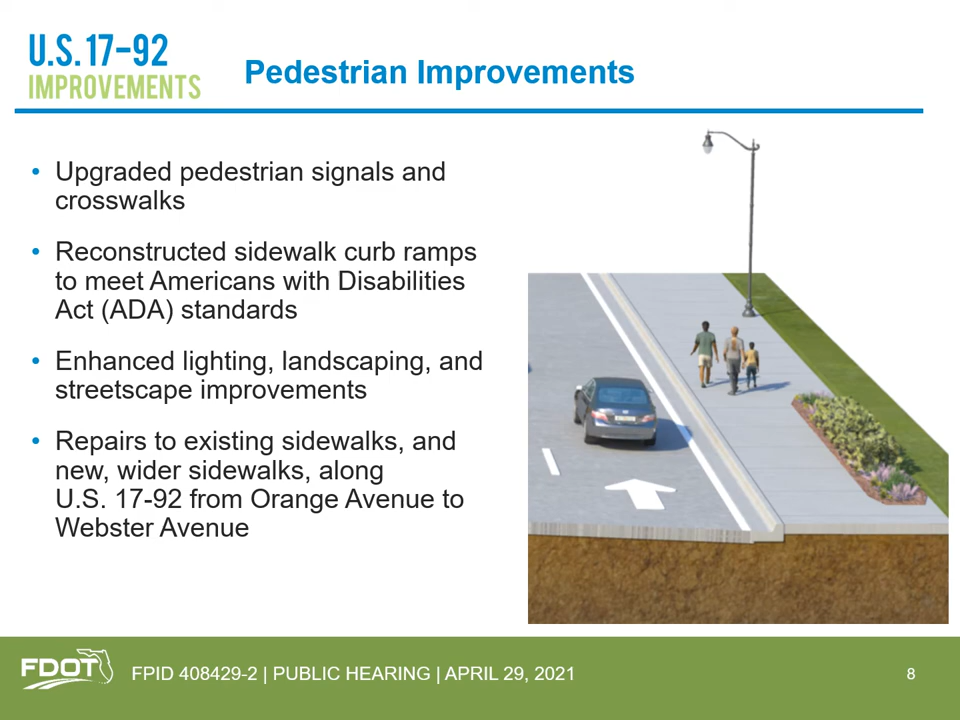 U.S. 17-92
IMPROVEMENTS
Pedestrian Improvements
• Upgraded pedestrian signals and
crosswalks
• Reconstructed sidewalk curb ramps
to meet Americans with Disabilities
Act (ADA) standards
• Enhanced lighting, landscaping, and
streetscape improvements
• Repairs to existing sidewalks, and
new, wider sidewalks, along
U.S. 17-92 from Orange Avenue to
Webster Avenue
FDOT
FPID 408429-2 | PUBLIC HEARING | APRIL 29, 2021
8